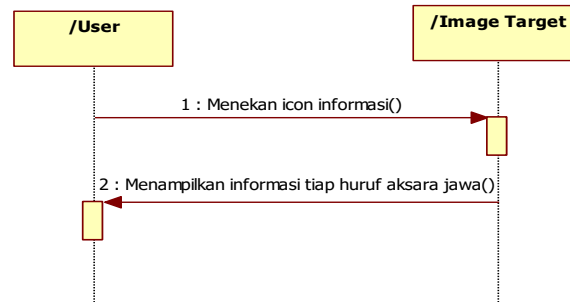 /User
/Image Target
1 : Menekan icon informasi()
2 : Menampilkan informasi tiap huruf aksara jawa()